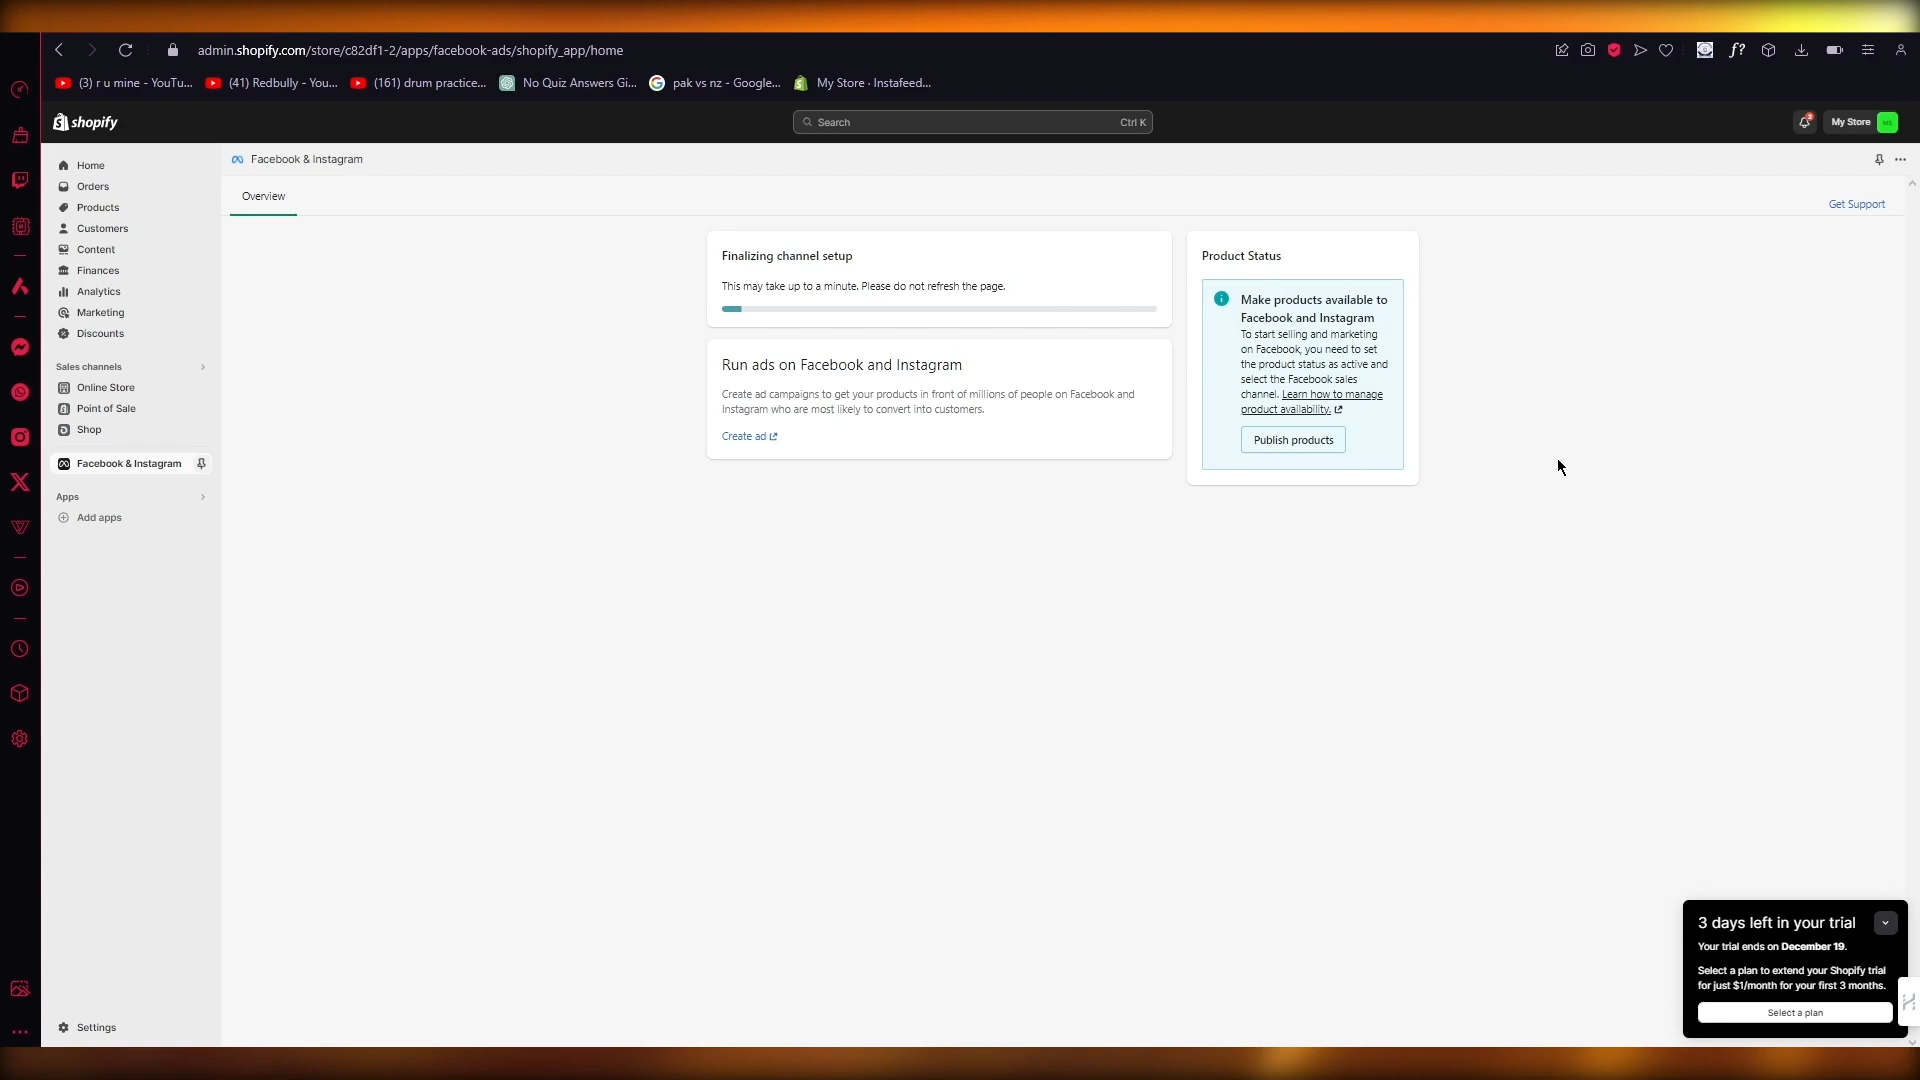 admin.shopify.com/store/c82df1-2/apps/facebook-ads/shopify_app/home
(3) r u mine - YouTu...
(41) Redbully - You...
(161) drum practice...
No Quiz Answers Gi...
pak vs nz - Google...
My Store · Instafeed...
shopify
Search
Ctrl K
2
My Store
MS
Home
Orders
Products
Customers
Content
Finances
Analytics
Marketing
Discounts
Sales channels
Online Store
Point of Sale
Shop
Facebook & Instagram
Apps
Add apps
Settings
Facebook & Instagram
Overview
Get Support
Finalizing channel setup
This may take up to a minute. Please do not refresh the page.
Run ads on Facebook and Instagram
Create ad campaigns to get your products in front of millions of people on Facebook and
Instagram who are most likely to convert into customers.
Create ad
Product Status
Make products available to
Facebook and Instagram
To start selling and marketing
on Facebook, you need to set
the product status as active and
select the Facebook sales
channel. Learn how to manage
product availability.
Publish products
3 days left in your trial
Your trial ends on December 19.
Select a plan to extend your Shopify trial
for just $1/month for your first 3 months.
Select a plan